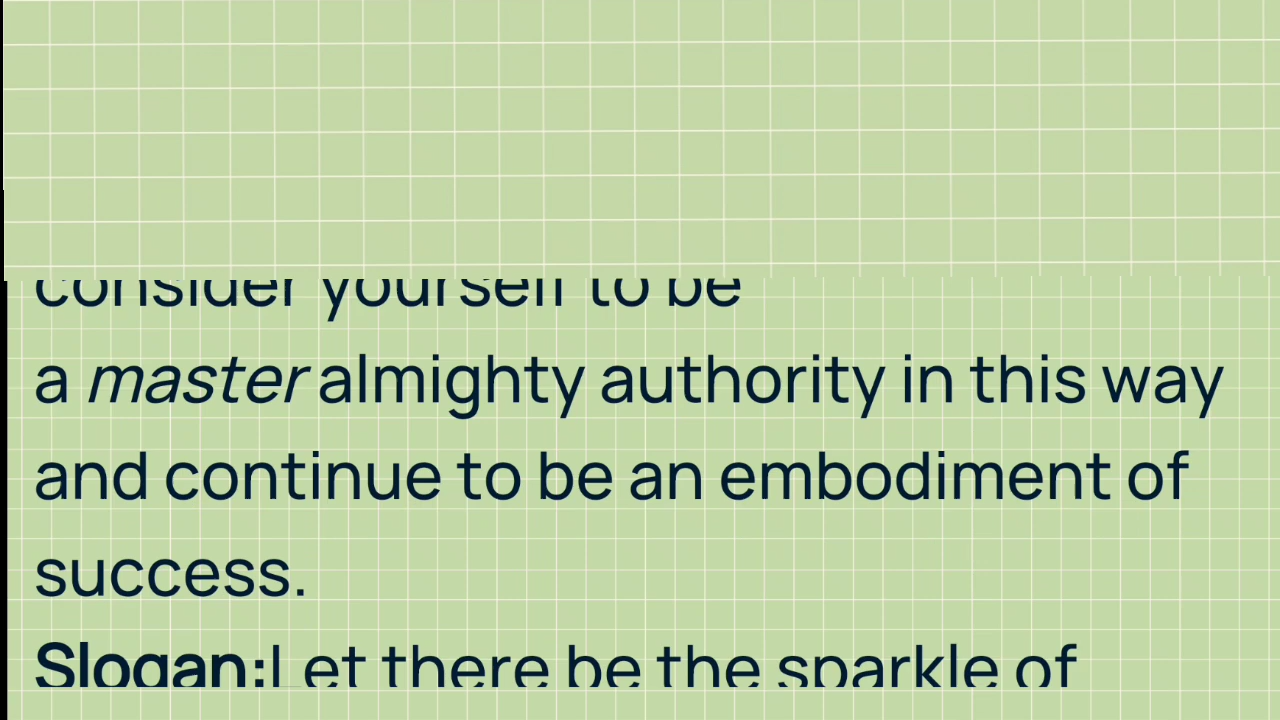 consider yourself to be
a master almighty authority in this way
and continue to be an embodiment of
success.
Slogan:Let there be the sparkle of